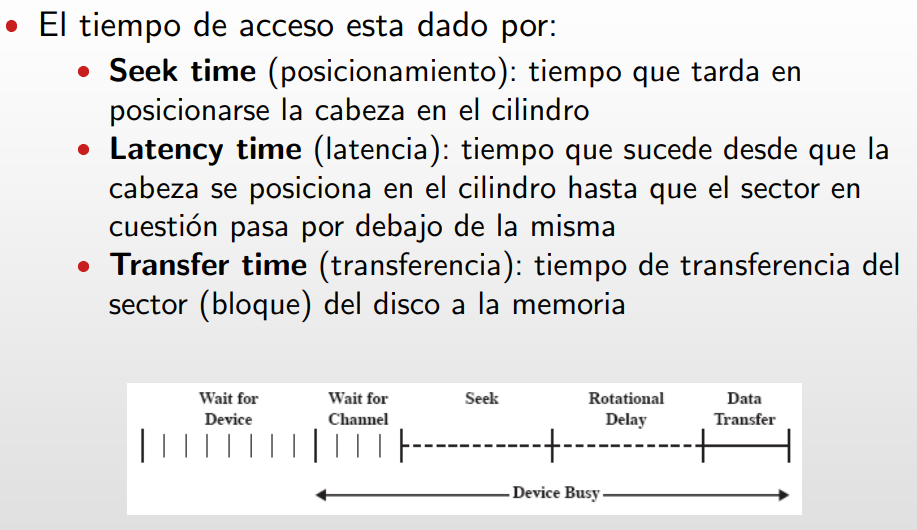 El tiempo de acceso esta dado por:
Seek time (posicionamiento): tiempo que tarda en
posicionarse la cabeza en el cilindro
Latency time (latencia): tiempo que sucede desde que la
cabeza se posiciona en el cilindro hasta que el sector en
cuestión pasa por debajo de la misma
Transfer time (transferencia): tiempo de transferencia del
sector (bloque) del disco a la memoria
Wait for
Device
Wait for
Channel
Seek
Rotational
Delay
Data
Transfer
Device Busy